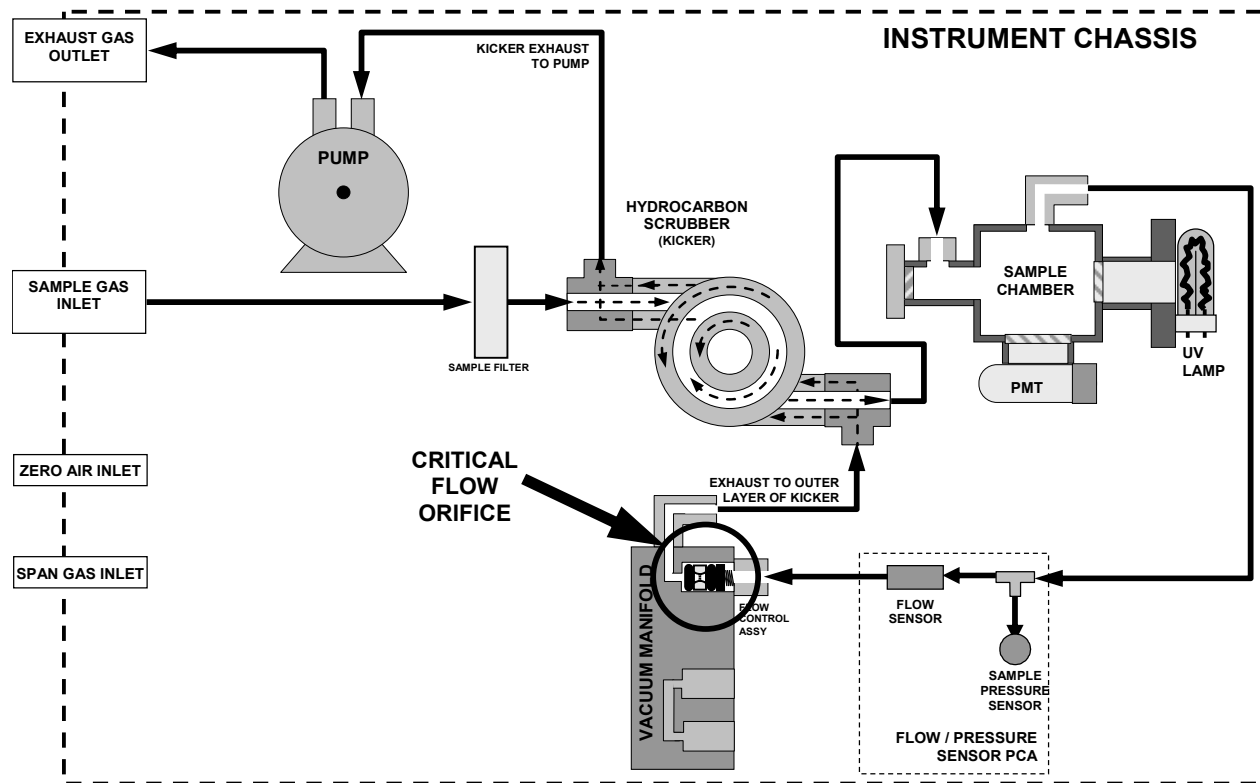 EXHAUST GAS
OUTLET
KICKER EXHAUST
TO PUMP
INSTRUMENT CHASSIS
PUMP
HYDROCARBON
SCRUBBER
(KICKER)
SAMPLE GAS
INLET
SAMPLE FILTER
SAMPLE
CHAMBER
UV
LAMP
PMT
ZERO AIR INLET
CRITICAL
FLOW
ORIFICE
EXHAUST TO OUTER
LAYER OF KICKER
SPAN GAS INLET
VACUUM MANIFOLD
FLOW
CONTROL
ASSY
FLOW
SENSOR
SAMPLE
PRESSURE
SENSOR
FLOW / PRESSURE
SENSOR PCA